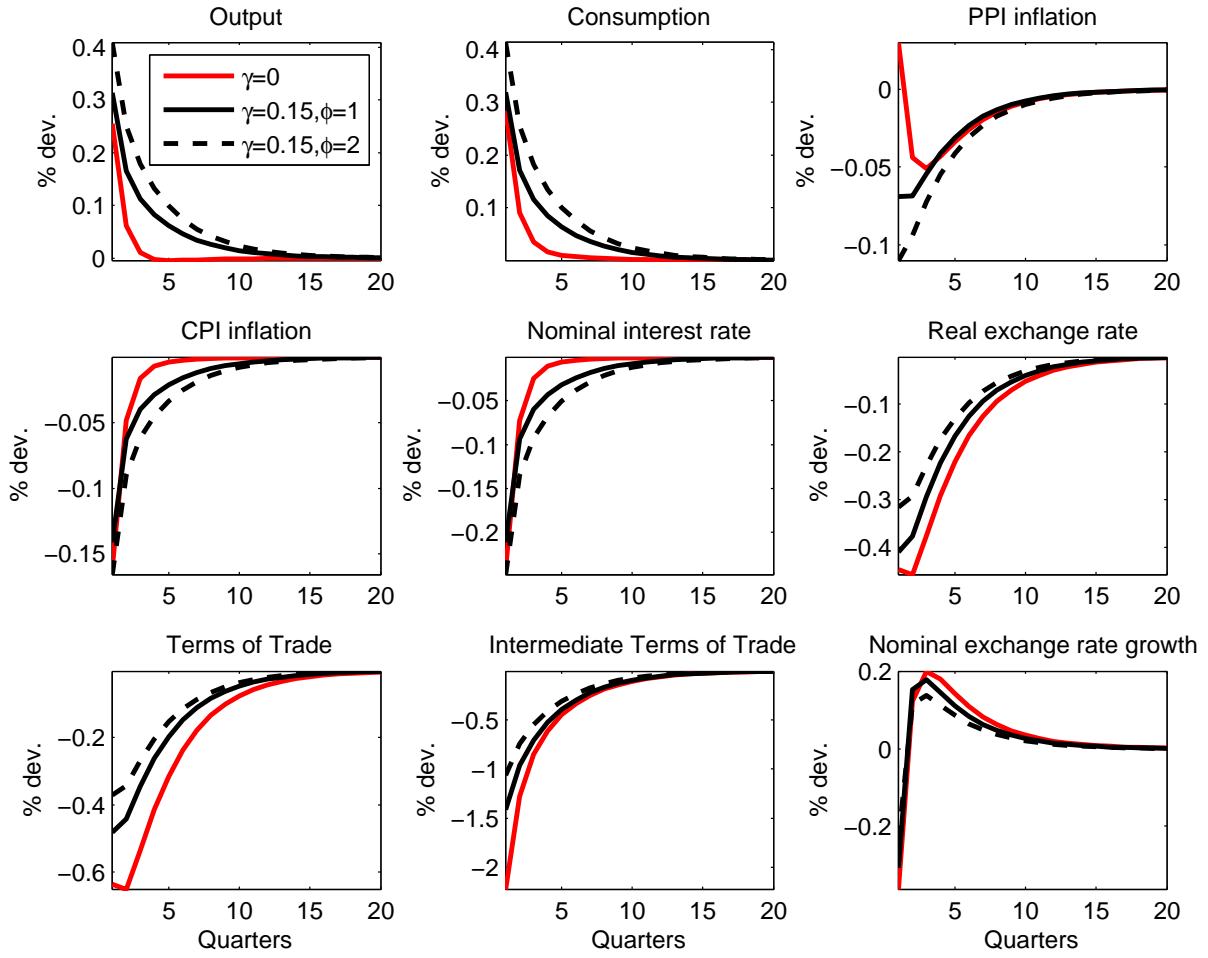 Output
Consumption
PPI inflation
0.4
0.3
0.2
0.1
0
% dev.
γ=0
γ=0.15,ϕ=1
γ=0.15,ϕ=2
5 10 15 20
0.4
0.3
0.2
0.1
% dev.
5 10 15 20
0
−0.05
−0.1
% dev.
5 10 15 20
CPI inflation
Nominal interest rate
Real exchange rate
−0.05
−0.1
−0.15
% dev.
5 10 15 20
−0.05
−0.1
−0.15
−0.2
% dev.
5 10 15 20
−0.1
−0.2
−0.3
−0.4
% dev.
5 10 15 20
Terms of Trade
Intermediate Terms of Trade
Nominal exchange rate growth
−0.2
−0.4
−0.6
% dev.
5 10 15 20
Quarters
−0.5
−1
−1.5
−2
% dev.
5 10 15 20
Quarters
0.2
0
−0.2
% dev.
5 10 15 20
Quarters